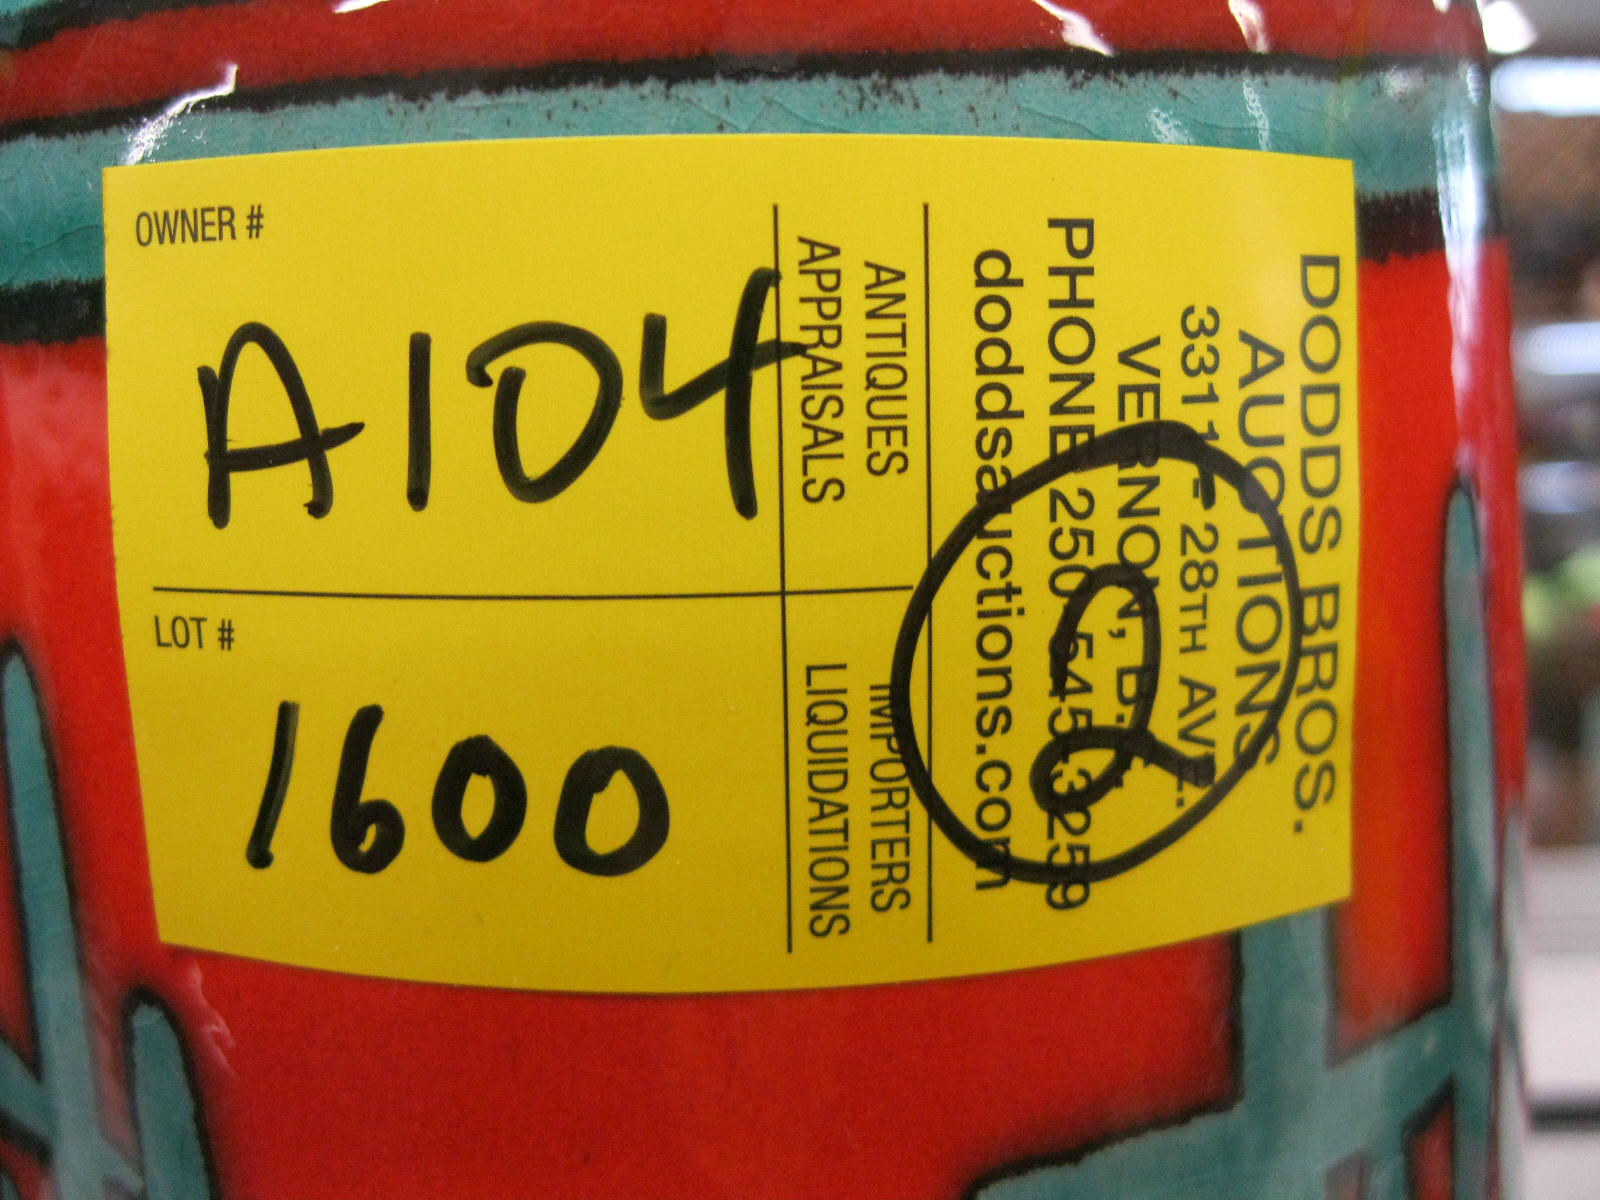 OWNER #
A104
LOT #
1600
ANTIQUES
APPRAISALS
IMPORTERS
LIQUIDATIONS
DODDS BROS.
AUCTIONS
3311 - 28TH AVE.
VERNON, B.C.
PHONE 250-545-3259
doddsauctions.com
2